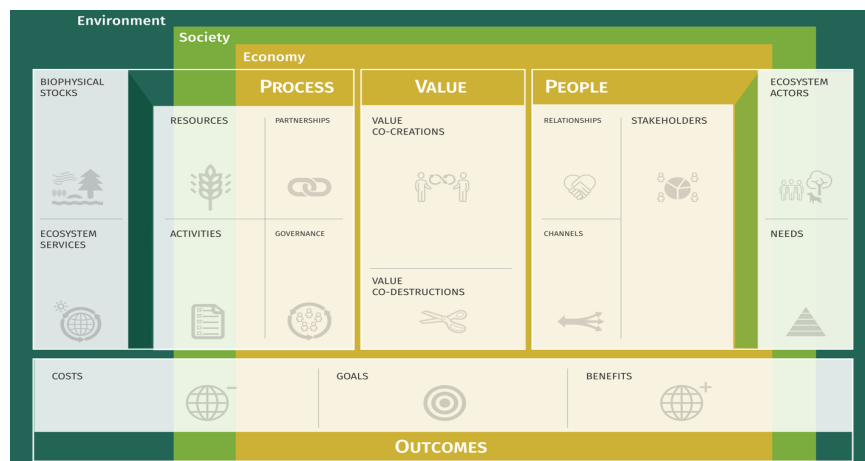 Environment
Society
Economy
BIOPHYSICAL
STOCKS
PROCESS
VALUE
PEOPLE
ECOSYSTEM
ACTORS
RESOURCES
PARTNERSHIPS
VALUE
CO-CREATIONS
RELATIONSHIPS
STAKEHOLDERS
ECOSYSTEM
SERVICES
ACTIVITIES
GOVERNANCE
VALUE
CO-DESTRUCTIONS
CHANNELS
NEEDS
COSTS
GOALS
BENEFITS
OUTCOMES